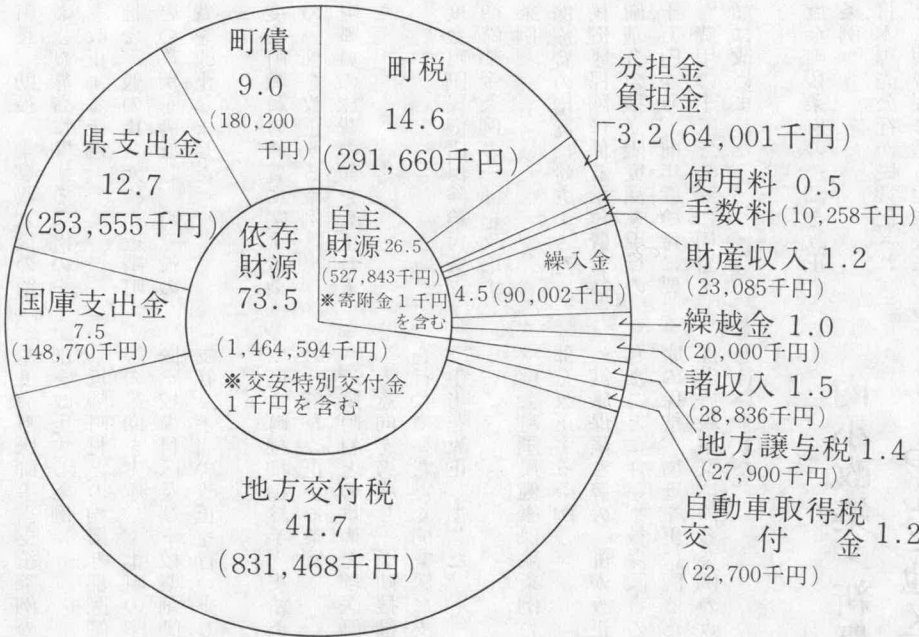 町債
9.0
(180,200
千円)
町税
14.6
(291,660千円)
分担金
負担金
3.2(64,001千円)
使用料 0.5
手数料(10,258千円)
財産収入 1.2
(23,085千円)
繰入金
4.5(90,002千円)
繰越金 1.0
(20,000千円)
諸収入 1.5
(28,836千円)
地方譲与税 1.4
(27,900千円)
自動車取得税
交付金 1.2
(22,700千円)
地方交付税
41.7
(831,468千円)
国庫支出金
7.5
(148,770千円)
県支出金
12.7
(253,555千円)
自主
財源 26.5
(527,843千円)
※寄附金1千円
を含む
依存
財源
73.5
(1,464,594千円)
※交安特別交付金
1千円を含む